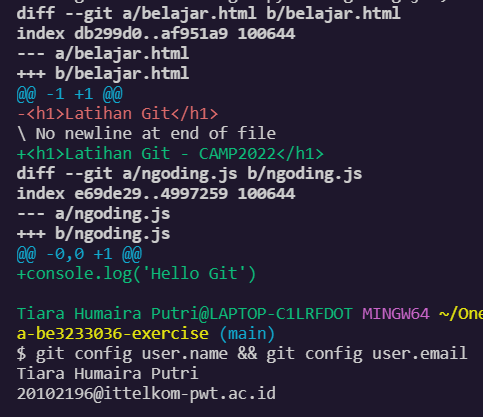 diff --git a/belajar.html b/belajar.html
index db299d0..af951a9 100644
--- a/belajar.html
+++ b/belajar.html
@@ -1 +1 @@
-<h1>Latihan Git</h1>
\ No newline at end of file
+<h1>Latihan Git - CAMP2022</h1>
diff --git a/ngoding.js b/ngoding.js
index e69de29..4997259 100644
--- a/ngoding.js
+++ b/ngoding.js
@@ -0,0 +1 @@
+console.log('Hello Git')
Tiara Humaira Putri@LAPTOP-C1LRFDOT MINGW64 ~/One
a-be3233036-exercise (main)
$ git config user.name && git config user.email
Tiara Humaira Putri
20102196@ittelkom-pwt.ac.id